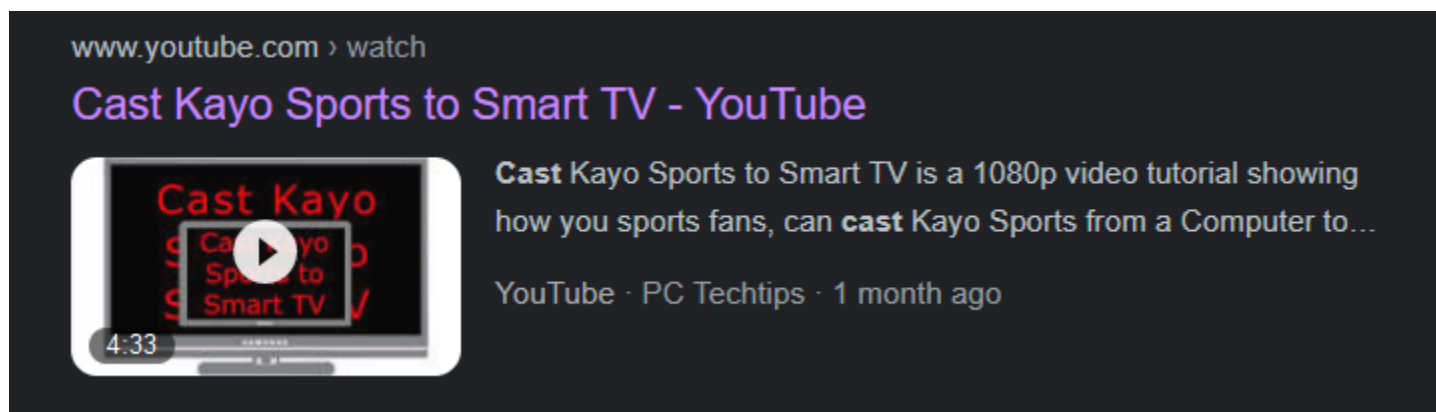 www.youtube.com › watch
Cast Kayo Sports to Smart TV - YouTube
Cast Kayo
Cast Kayo
Sports to
Smart TV
4:33
Cast Kayo Sports to Smart TV is a 1080p video tutorial showing
how you sports fans, can cast Kayo Sports from a Computer to...
YouTube · PC Techtips · 1 month ago